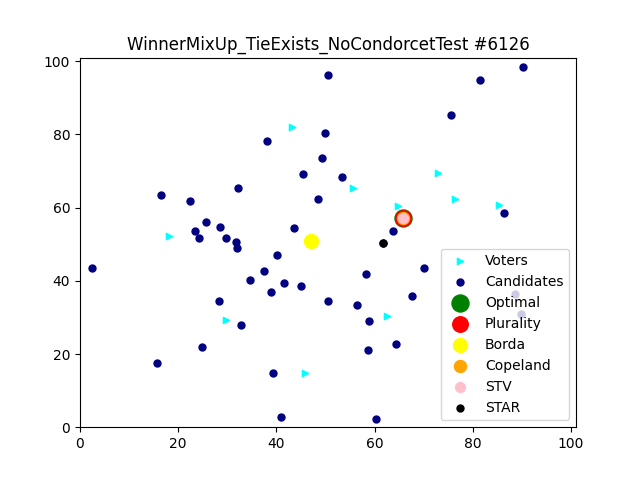 WinnerMixUp_TieExists_NoCondorcetTest #6126
100
80
60
40
20
0
0
20
40
60
80
100
Voters
Candidates
Optimal
Plurality
Borda
Copeland
STV
STAR